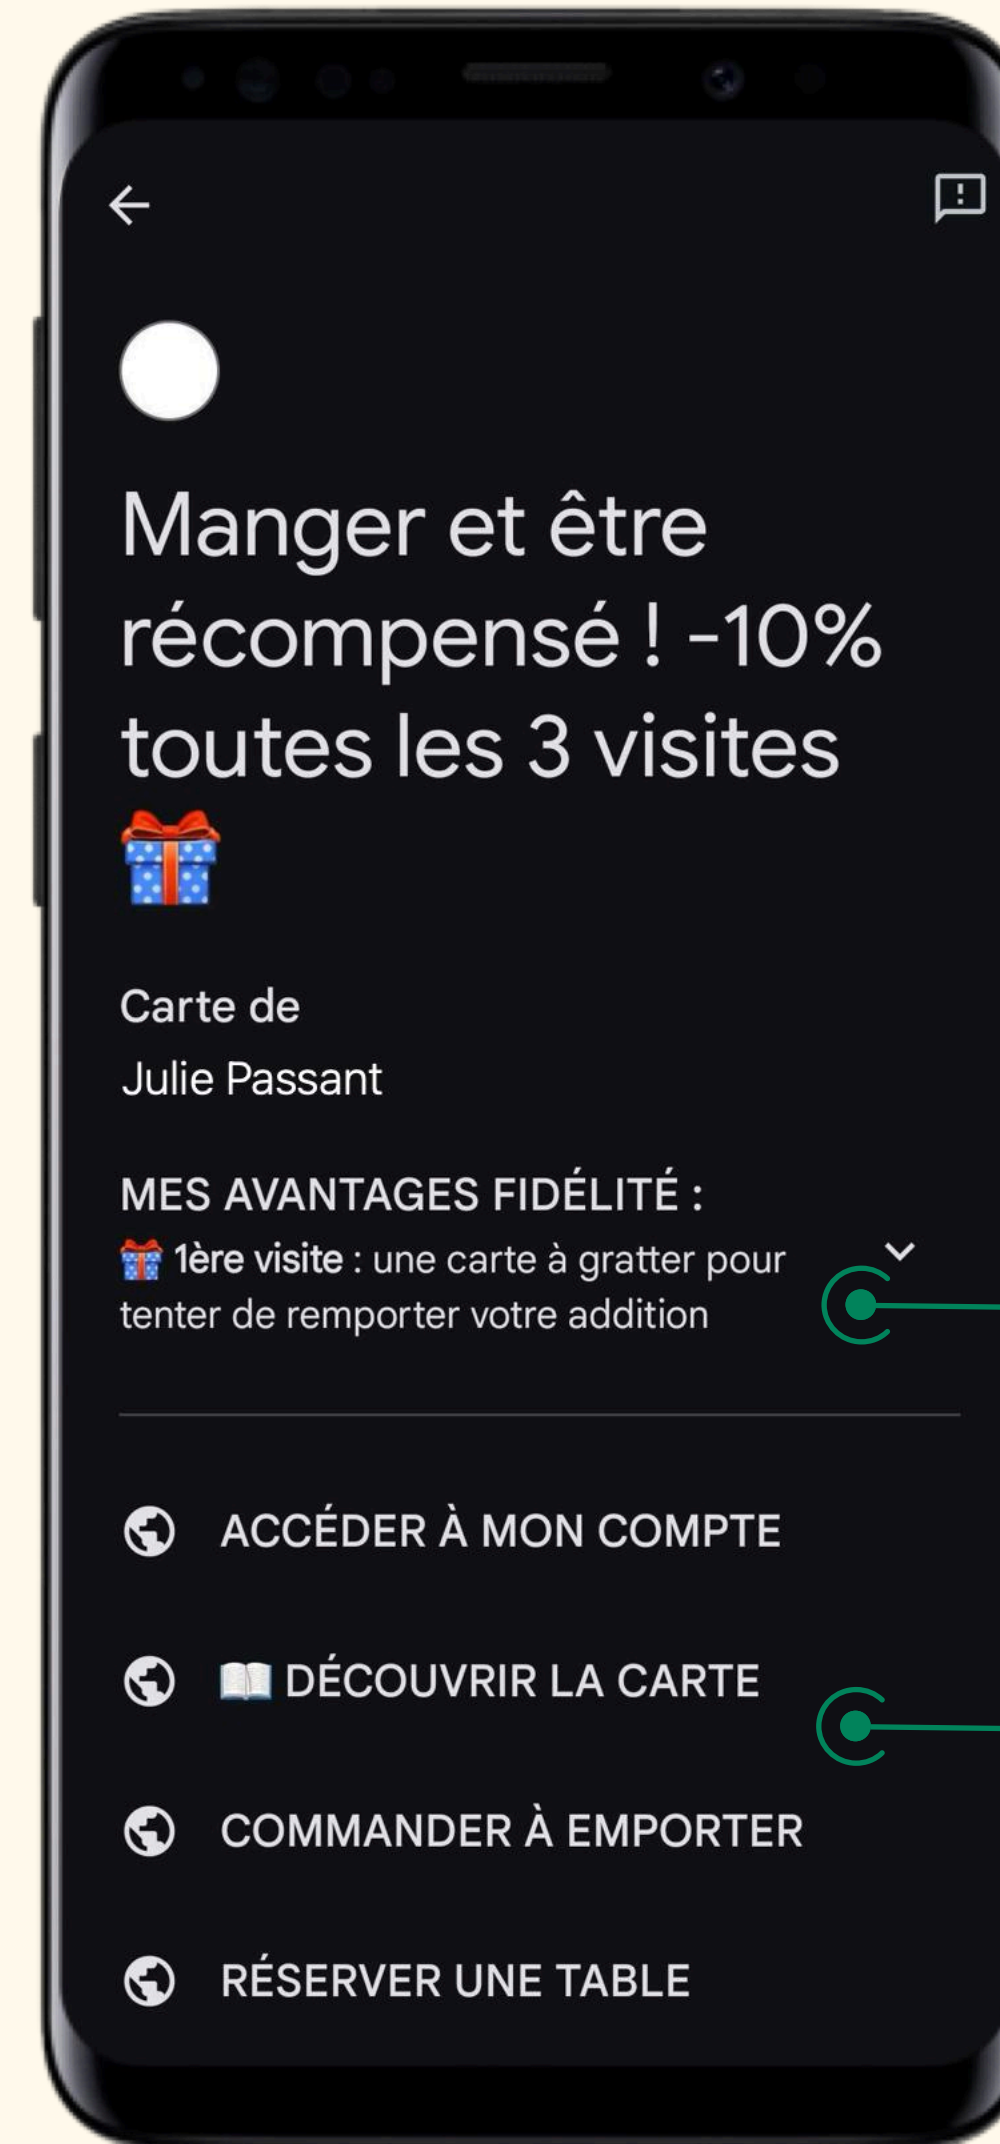 Manger et être
récompensé ! -10%
toutes les 3 visites
🎁
Carte de
Julie Passant
MES AVANTAGES FIDÉLITÉ :
🎁 1ère visite : une carte à gratter pour
tenter de remporter votre addition
ACCÉDER À MON COMPTE
📖 DÉCOUVRIR LA CARTE
COMMANDER À EMPORTER
RÉSERVER UNE TABLE